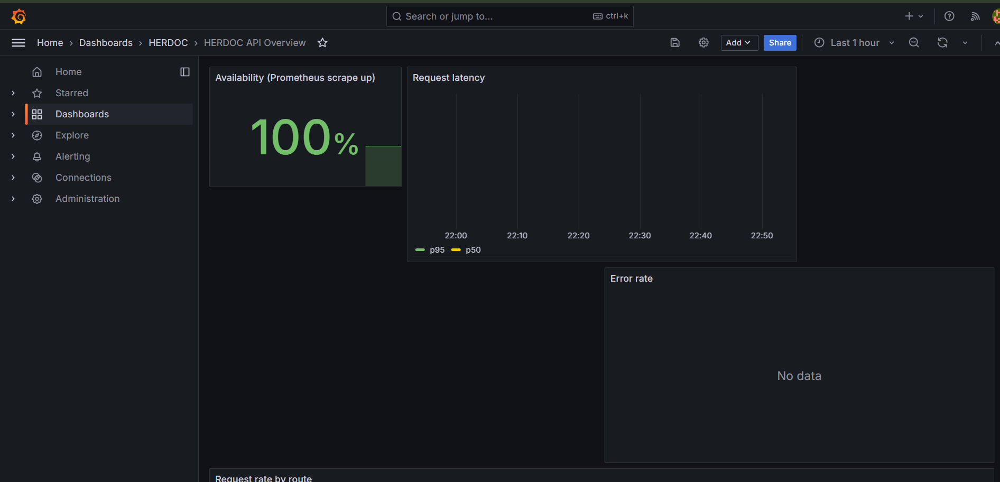 Search or jump to...
ctrl+k
Home
Dashboards
HERDOC
HERDOC API Overview
Add
Share
Last 1 hour
Home
Starred
Dashboards
Explore
Alerting
Connections
Administration
Availability (Prometheus scrape up)
100%
Request latency
22:00
22:10
22:20
22:30
22:40
22:50
p95
p50
Error rate
No data
Request rate by route